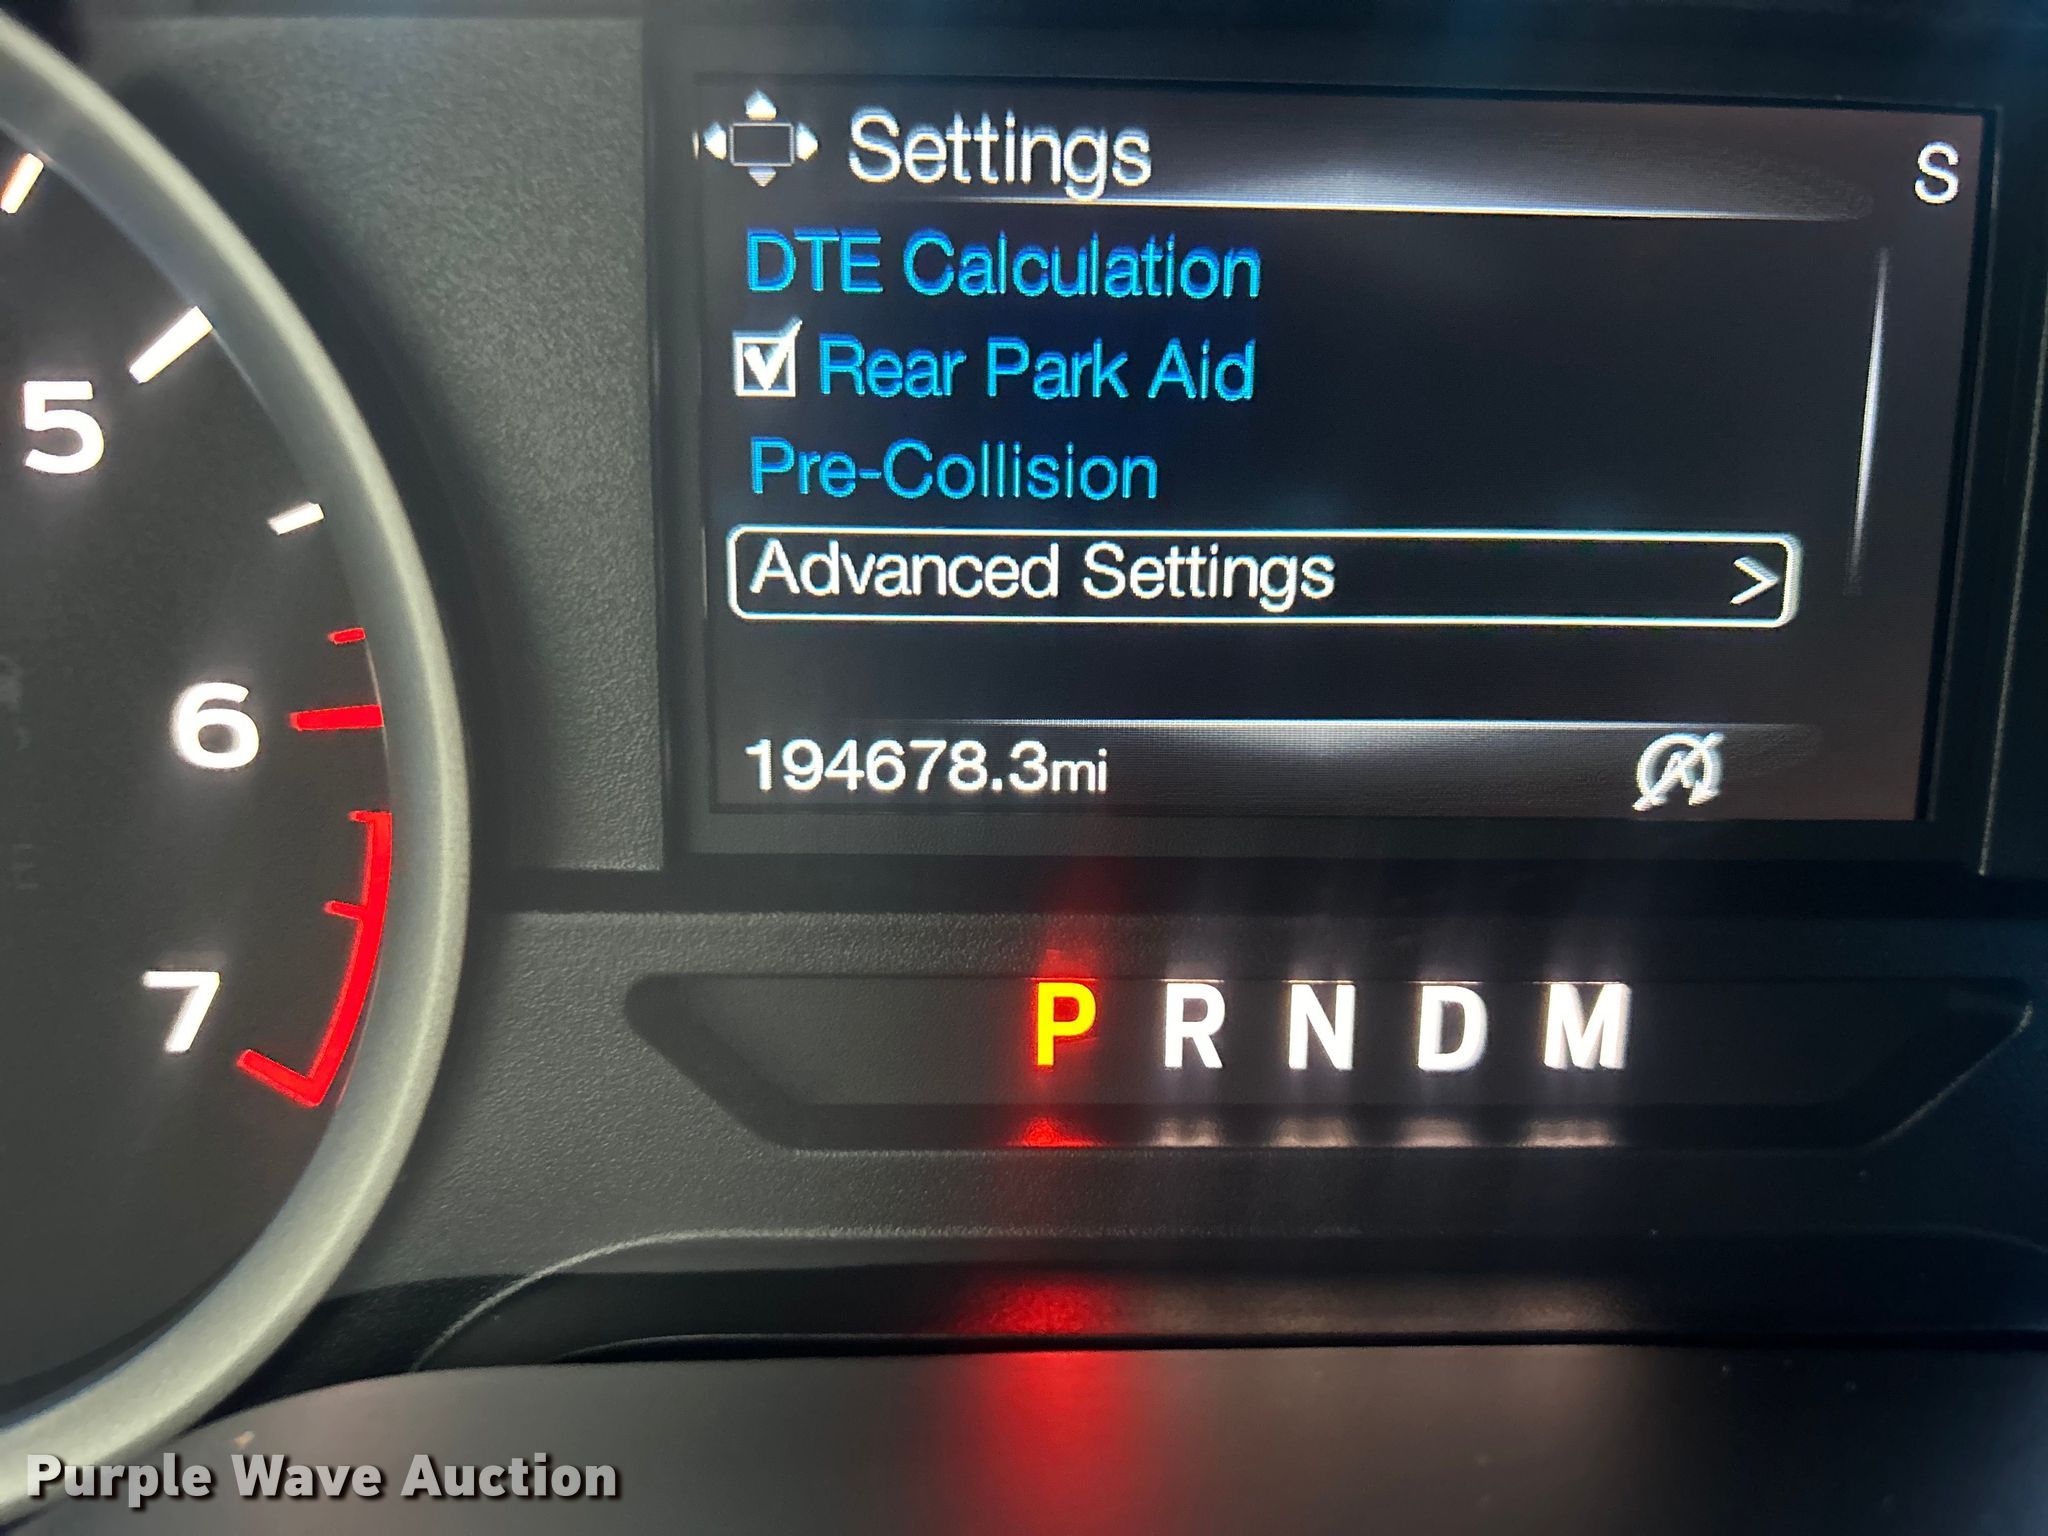 Settings
S
DTE Calculation
Rear Park Aid
Pre-Collision
Advanced Settings >
194678.3mi
5
6
7
P R N D M
Purple Wave Auction